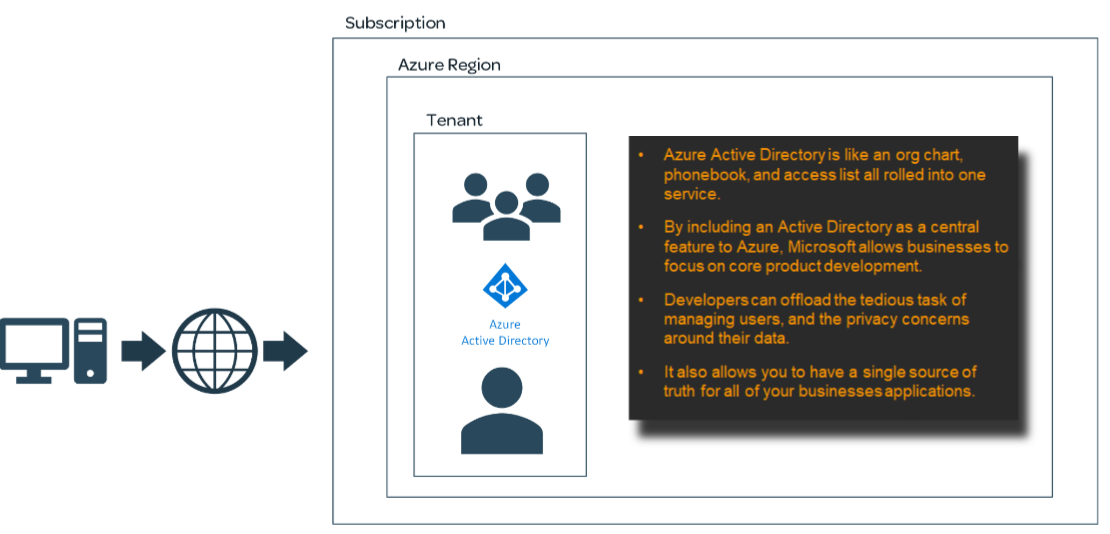 Subscription
Azure Region
Tenant
Azure
Active Directory
• Azure Active Directory is like an org chart,
phonebook, and access list all rolled into one
service.
• By including an Active Directory as a central
feature to Azure, Microsoft allows businesses to
focus on core product development.
• Developers can offload the tedious task of
managing users, and the privacy concerns
around their data.
• It also allows you to have a single source of
truth for all of your businesses applications.